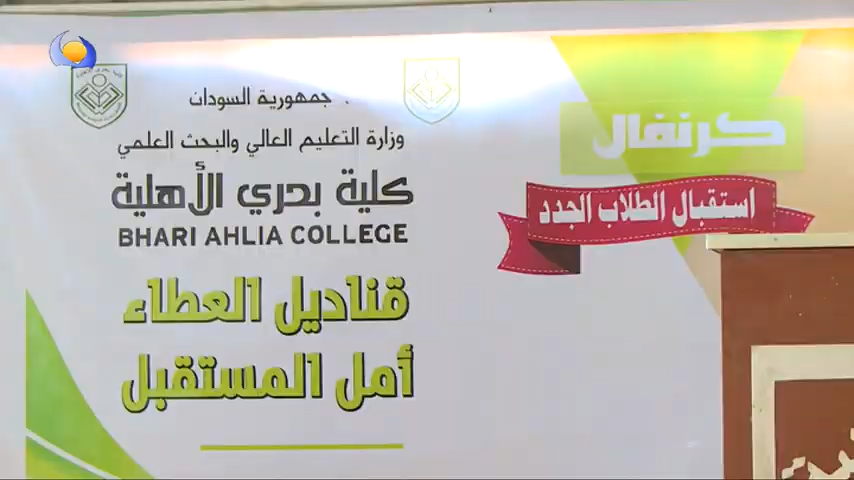 جمهورية السودان
وزارة التعليم العالي والبحث العلمي
كلية بحري الأهلية
BHARI AHLIA COLLEGE
قناديل العطاء
أمل المستقبل
كرنفال
استقبال الطلاب الجدد